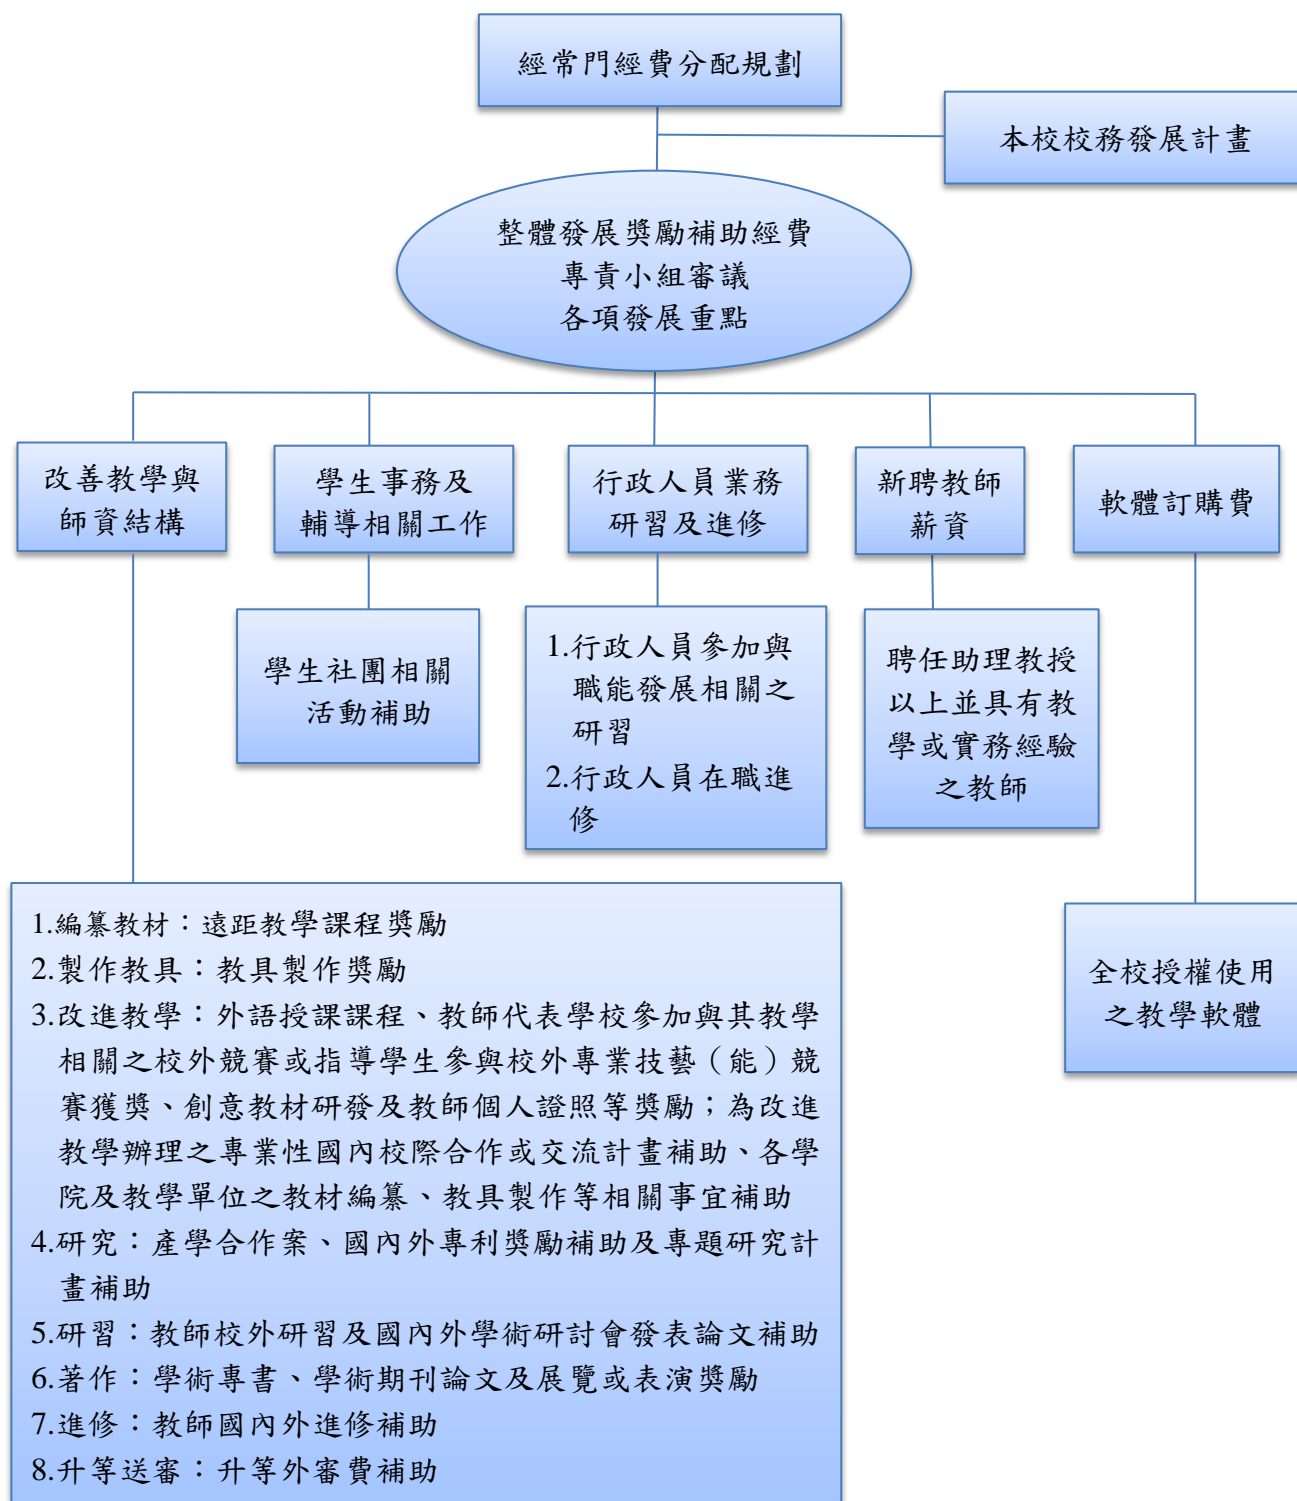 經常門經費分配規劃
本校校務發展計畫
整體發展獎勵補助經費
專責小組審議
各項發展重點
改善教學與
師資結構
學生事務及
輔導相關工作
行政人員業務
研習及進修
新聘教師
薪資
軟體訂購費
學生社團相關
活動補助
1.行政人員參加與
職能發展相關之
研習
2.行政人員在職進
修
聘任助理教授
以上並具有教
學或實務經驗
之教師
全校授權使用
之教學軟體
1.編纂教材：遠距教學課程獎勵
2.製作教具：教具製作獎勵
3.改進教學：外語授課課程、教師代表學校參加與其教學
相關之校外競賽或指導學生參與校外專業技藝（能）競
賽獲獎、創意教材研發及教師個人證照等獎勵；為改進
教學辦理之專業性國內校際合作或交流計畫補助、各學
院及教學單位之教材編纂、教具製作等相關事宜補助
4.研究：產學合作案、國內外專利獎勵補助及專題研究計
畫補助
5.研習：教師校外研習及國內外學術研討會發表論文補助
6.著作：學術專書、學術期刊論文及展覽或表演獎勵
7.進修：教師國內外進修補助
8.升等送審：升等外審費補助